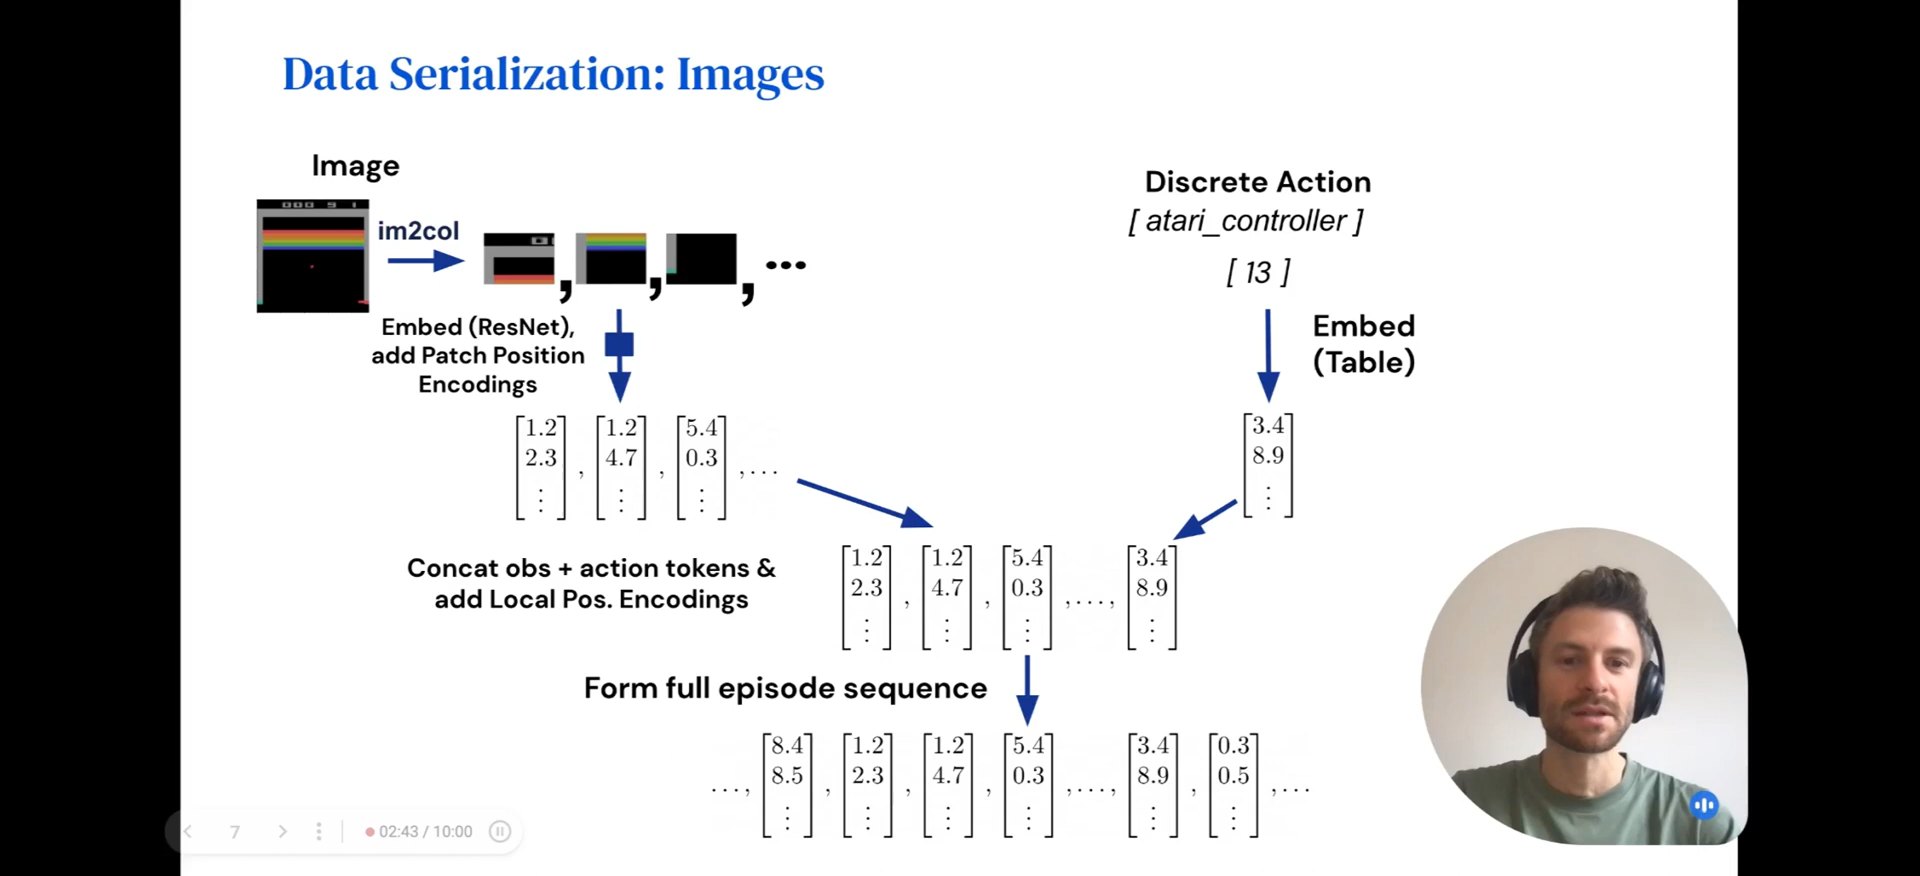 Data Serialization: Images
Image
im2col
, , , ...
Embed (ResNet),
add Patch Position
Encodings
Discrete Action
[ atari_controller ]
[ 13 ]
Embed
(Table)
[1.2 2.3 ⋮] , [1.2 4.7 ⋮] , [5.4 0.3 ⋮] , ...
[3.4 8.9 ⋮]
Concat obs + action tokens &
add Local Pos. Encodings
[1.2 2.3 ⋮] , [1.2 4.7 ⋮] , [5.4 0.3 ⋮] , ... , [3.4 8.9 ⋮]
Form full episode sequence
... , [8.4 8.5 ⋮] , [1.2 2.3 ⋮] , [1.2 4.7 ⋮] , [5.4 0.3 ⋮] , ... , [3.4 8.9 ⋮] , [0.3 0.5 ⋮] , ...
7
02:43 / 10:00